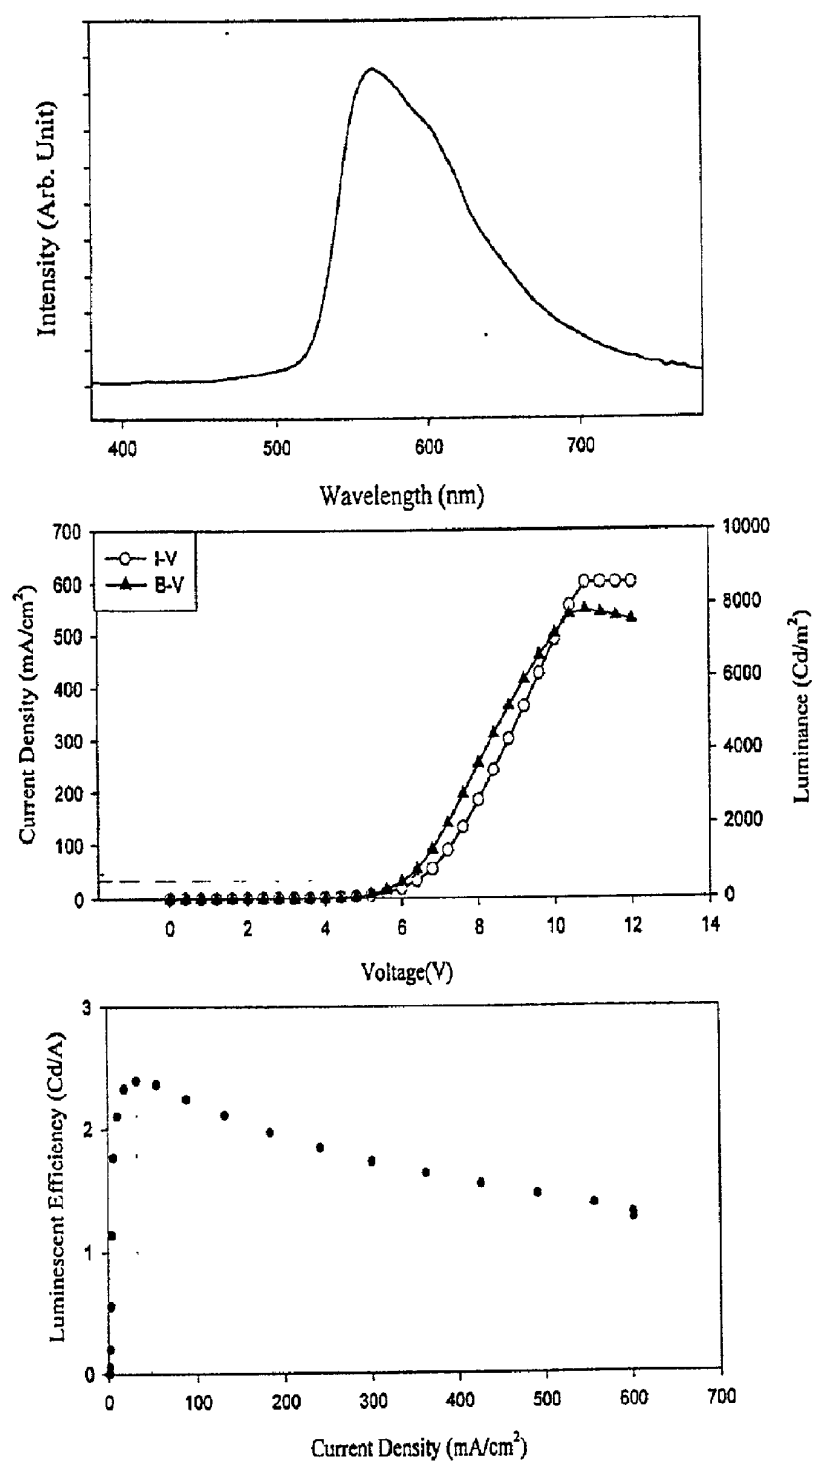 Intensity (Arb. Unit)
400 500 600 700
Wavelength (nm)
700
600
500
400
300
200
100
0
Current Density (mA/cm²)
I-V
B-V
10000
8000
6000
4000
2000
0
Luminance (Cd/m²)
0 2 4 6 8 10 12 14
Voltage(V)
3
2
1
0
Luminescent Efficiency (Cd/A)
0 100 200 300 400 500 600 700
Current Density (mA/cm²)